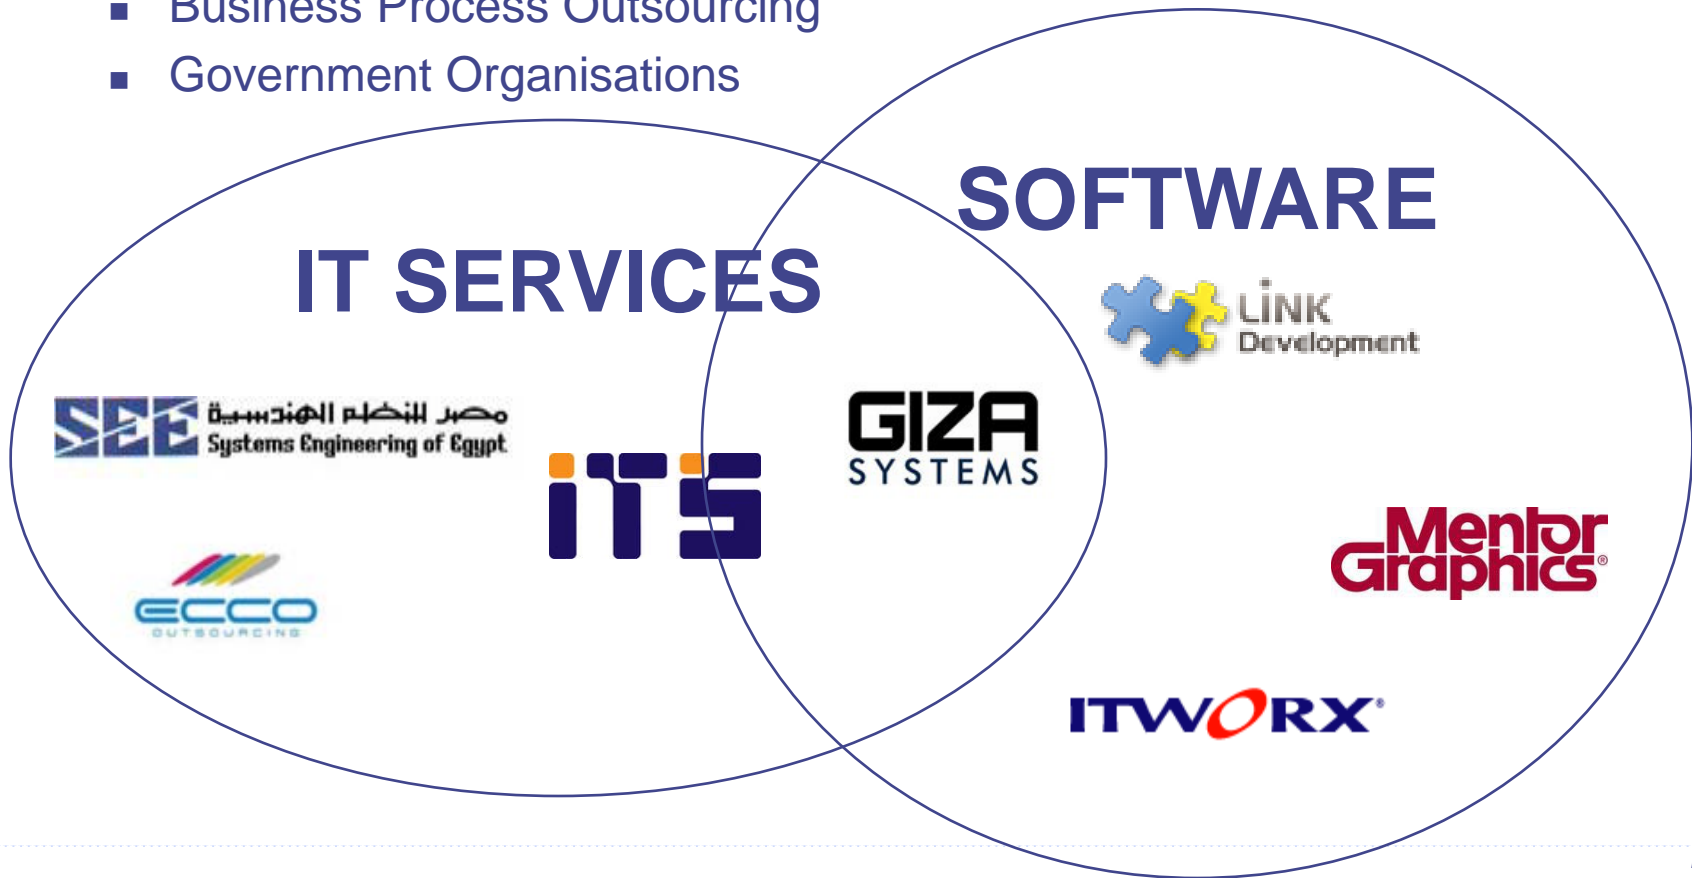 ■ Business Process Outsourcing
■ Government Organisations
SOFTWARE
IT SERVICES
LiNK
Development
SEE مصر للنظم الهندسية
Systems Engineering of Egypt
GIZA
SYSTEMS
iTS
Mentor
Graphics®
ECCO
OUTSOURCING
ITWORX®